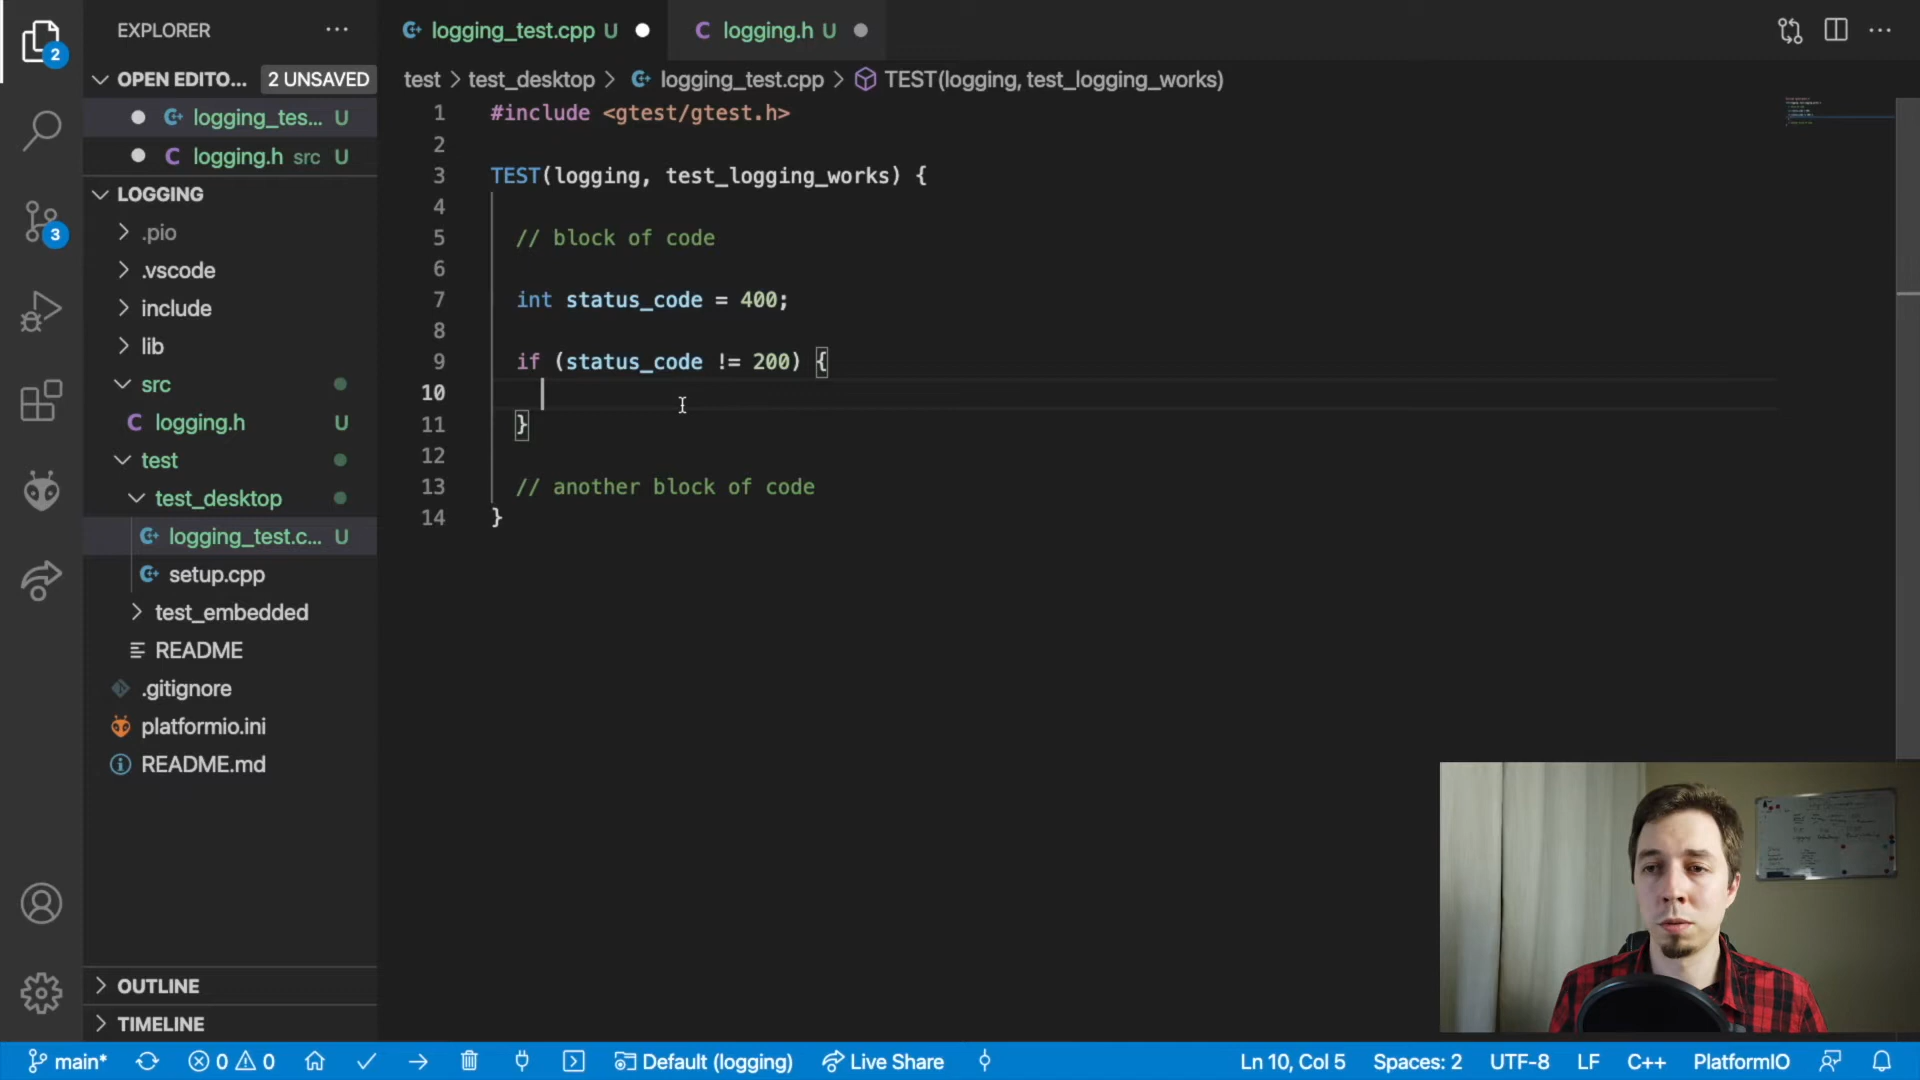 EXPLORER
logging_test.cpp U
logging.h U
OPEN EDITO... 2 UNSAVED
test > test_desktop > logging_test.cpp > TEST(logging, test_logging_works)
logging_tes... U
logging.h src U
LOGGING
.pio
.vscode
include
lib
src
logging.h U
test
test_desktop
logging_test.c... U
setup.cpp
test_embedded
README
.gitignore
platformio.ini
README.md
OUTLINE
TIMELINE
2
3
1 #include <gtest/gtest.h>
2
3 TEST(logging, test_logging_works) {
4
5 // block of code
6
7 int status_code = 400;
8
9 if (status_code != 200) {
10
11 }
12
13 // another block of code
14 }
main* 0 0 Default (logging) Live Share Ln 10, Col 5 Spaces: 2 UTF-8 LF C++ PlatformIO